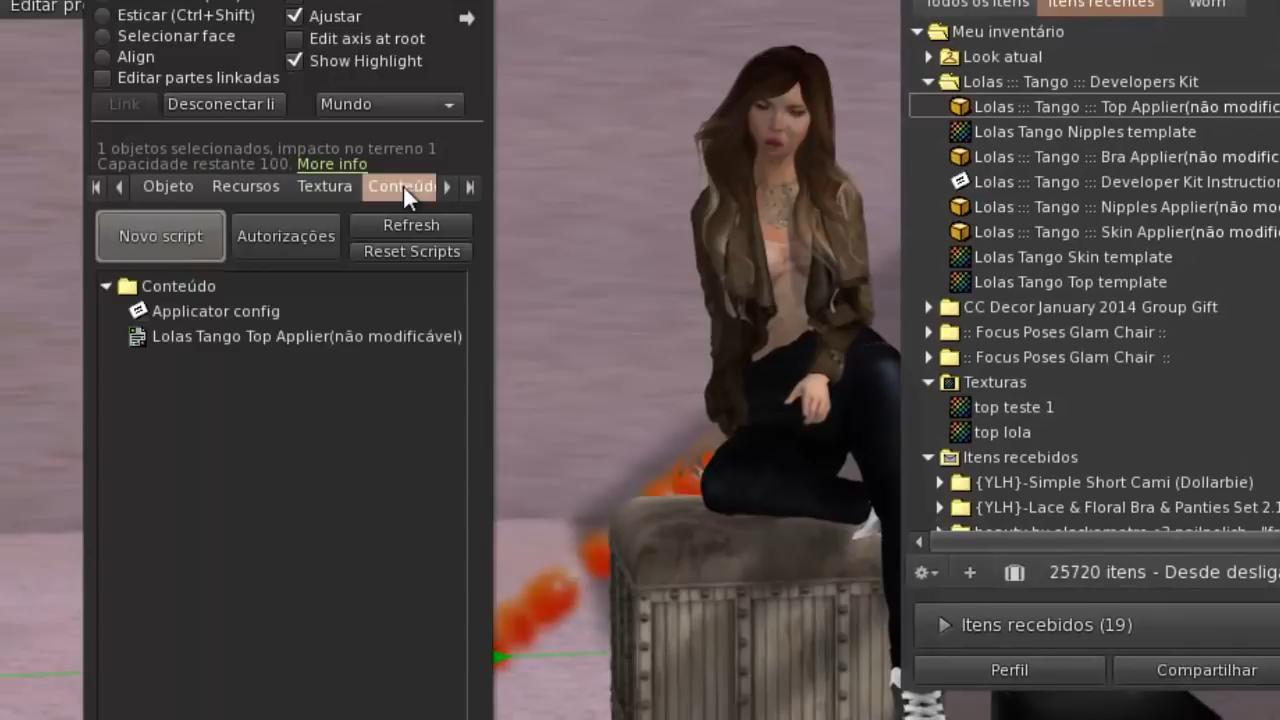 Editar pr
Esticar (Ctrl+Shift)
Ajustar
Selecionar face
Edit axis at root
Align
Show Highlight
Editar partes linkadas
Link
Desconectar li
Mundo
1 objetos selecionados, impacto no terreno 1
Capacidade restante 100. More info
Objeto
Recursos
Textura
Conteúd
Novo script
Autorizações
Refresh
Reset Scripts
Conteúdo
Applicator config
Lolas Tango Top Applier(não modificável)
Todos os itens
Itens recentes
Worn
Meu inventário
Look atual
Lolas ::: Tango ::: Developers Kit
Lolas ::: Tango ::: Top Applier(não modific
Lolas Tango Nipples template
Lolas ::: Tango ::: Bra Applier(não modific
Lolas ::: Tango ::: Developer Kit Instruction
Lolas ::: Tango ::: Nipples Applier(não mo
Lolas ::: Tango ::: Skin Applier(não modifi
Lolas Tango Skin template
Lolas Tango Top template
CC Decor January 2014 Group Gift
:: Focus Poses Glam Chair ::
:: Focus Poses Glam Chair ::
Texturas
top teste 1
top lola
Itens recebidos
{YLH}-Simple Short Cami (Dollarbie)
{YLH}-Lace & Floral Bra & Panties Set 2.1
25720 itens - Desde desliga
Itens recebidos (19)
Perfil
Compartilhar